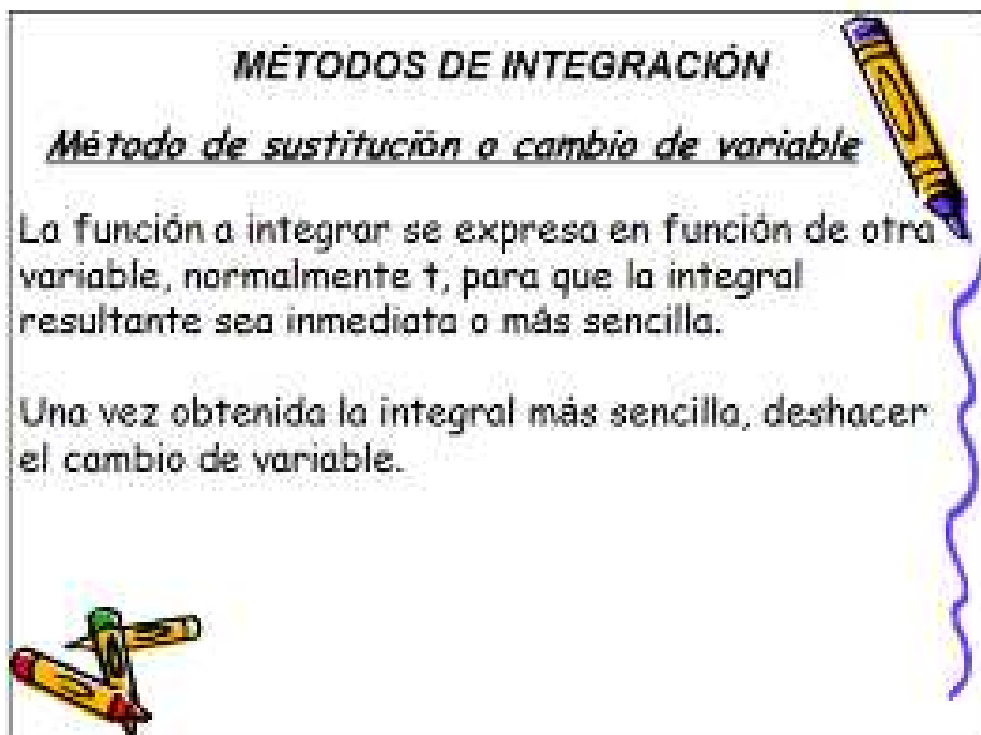 MÉTODOS DE INTEGRACIÓN
Método de sustitución o cambio de variable
La función a integrar se expresa en función de otra
variable, normalmente t, para que la integral
resultante sea inmediata o más sencilla.
Una vez obtenida la integral más sencilla, deshacer
el cambio de variable.